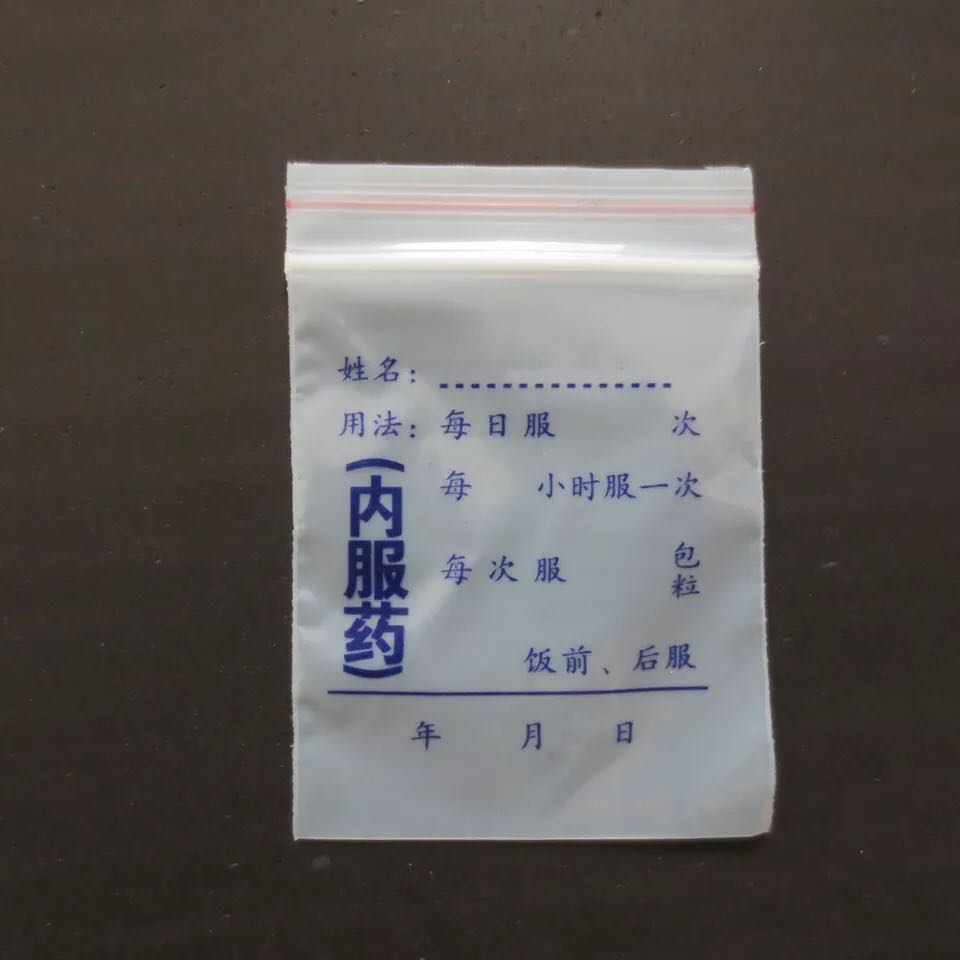 姓名：
用法：每日服 次
每 小时服一次
每次服 包
粒
（内服药）
饭前、后服
年 月 日